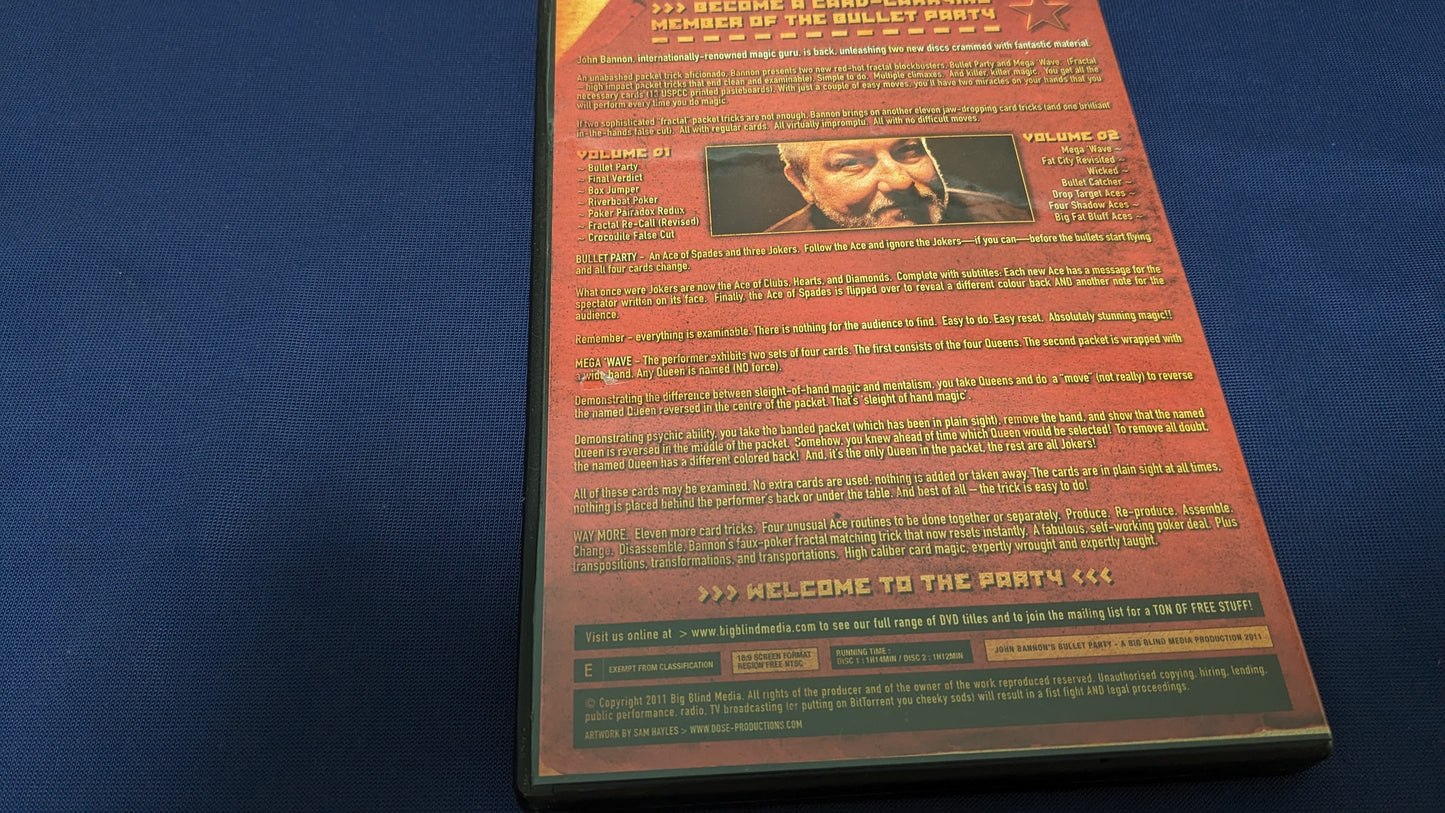 >>> BECOME A CARD-CARRYING
MEMBER OF THE BULLET PARTY
John Bannon, internationally-renowned magic guru, is back, unleashing two new discs crammed with fantastic material.
An unabashed packet trick aficionado, Bannon presents two new red-hot fractal blockbusters, Bullet Party and Mega 'Wave. (Fractal
– high impact packet tricks that end clean and examinable). Simple to do. Multiple climaxes. And killer, killer magic. You get all the
necessary cards (13 USPCC printed pasteboards). With just a couple of easy moves, you'll have two miracles on your hands that you
will perform every time you do magic.
If two sophisticated "fractal" packet tricks are not enough, Bannon brings on another eleven jaw-dropping card tricks (and one brilliant
in-the-hands false cut). All with regular cards. All virtually impromptu. All with no difficult moves.
VOLUME 01
~ Bullet Party
~ Final Verdict
~ Box Jumper
~ Riverboat Poker
~ Poker Pairadox Redux
~ Fractal Re-Call (Revised)
~ Crocodile False Cut
VOLUME 02
Mega 'Wave ~
Fat City Revisited ~
Wicked ~
Bullet Catcher ~
Drop Target Aces ~
Four Shadow Aces ~
Big Fat Bluff Aces ~
BULLET PARTY – An Ace of Spades and three Jokers. Follow the Ace and ignore the Jokers—if you can—before the bullets start flying
and all four cards change.
What once were Jokers are now the Ace of Clubs, Hearts, and Diamonds. Complete with subtitles: Each new Ace has a message for the
spectator written on its face. Finally, the Ace of Spades is flipped over to reveal a different colour back AND another note for the
audience.
Remember – everything is examinable. There is nothing for the audience to find. Easy to do. Easy reset. Absolutely stunning magic!!
MEGA 'WAVE – The performer exhibits two sets of four cards. The first consists of the four Queens. The second packet is wrapped with
a wide band. Any Queen is named (NO force).
Demonstrating the difference between sleight-of-hand magic and mentalism, you take Queens and do a "move" (not really) to reverse
the named Queen reversed in the centre of the packet. That's 'sleight of hand magic'.
Demonstrating psychic ability, you take the banded packet (which has been in plain sight), remove the band, and show that the named
Queen is reversed in the middle of the packet. Somehow, you knew ahead of time which Queen would be selected! To remove all doubt,
the named Queen has a different colored back! And, it's the only Queen in the packet, the rest are all Jokers!
All of these cards may be examined. No extra cards are used; nothing is added or taken away. The cards are in plain sight at all times,
nothing is placed behind the performer's back or under the table. And best of all – the trick is easy to do!
WAY MORE. Eleven more card tricks. Four unusual Ace routines to be done together or separately. Produce. Re-produce. Assemble.
Change. Disassemble. Bannon's faux-poker fractal matching trick that now resets instantly. A fabulous, self-working poker deal. Plus
transpositions, transformations, and transportations. High caliber card magic, expertly wrought and expertly taught.
>>> WELCOME TO THE PARTY <<<
Visit us online at > www.bigblindmedia.com to see our full range of DVD titles and to join the mailing list for a TON OF FREE STUFF!
E EXEMPT FROM CLASSIFICATION
16:9 SCREEN FORMAT
REGION FREE NTSC
RUNNING TIME :
DISC 1 : 1H14MIN / DISC 2 : 1H12MIN
JOHN BANNON'S BULLET PARTY - A BIG BLIND MEDIA PRODUCTION 2011
© Copyright 2011 Big Blind Media. All rights of the producer and of the owner of the work reproduced reserved. Unauthorised copying, hiring, lending,
public performance, radio, TV broadcasting (or putting on BitTorrent you cheeky sods) will result in a fist fight AND legal proceedings.
ARTWORK BY SAM HAYLES > WWW.DOSE-PRODUCTIONS.COM